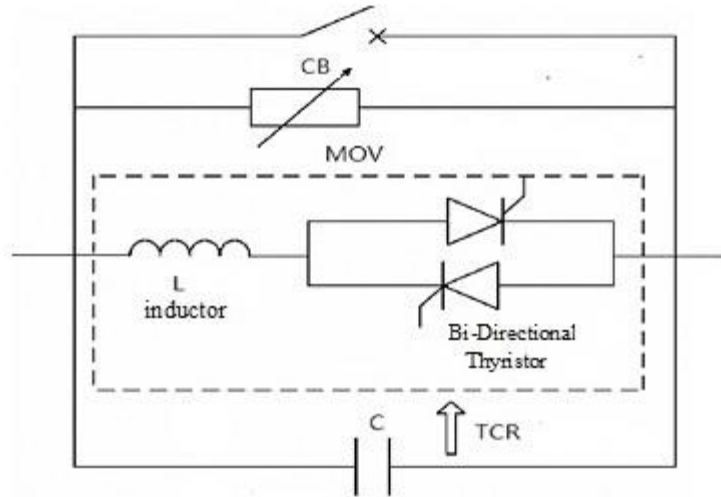 CB
MOV
L
inductor
Bi-Directional
Thyristor
C
TCR